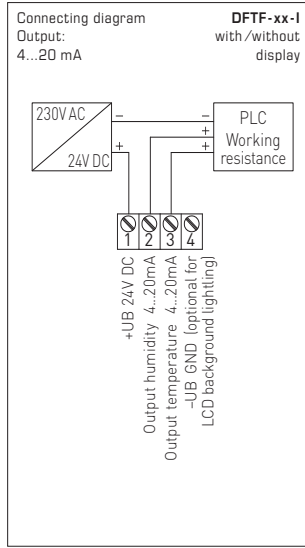 Connecting diagram
Output:
4...20 mA
DFTF-xx-I
with/without
display
230V AC
24V DC
–
+
–
+
+
PLC
Working
resistance
1 2 3 4
+UB 24V DC
Output humidity 4...20mA
Output temperature 4...20mA
–UB GND (optional for
LCD background lightling)